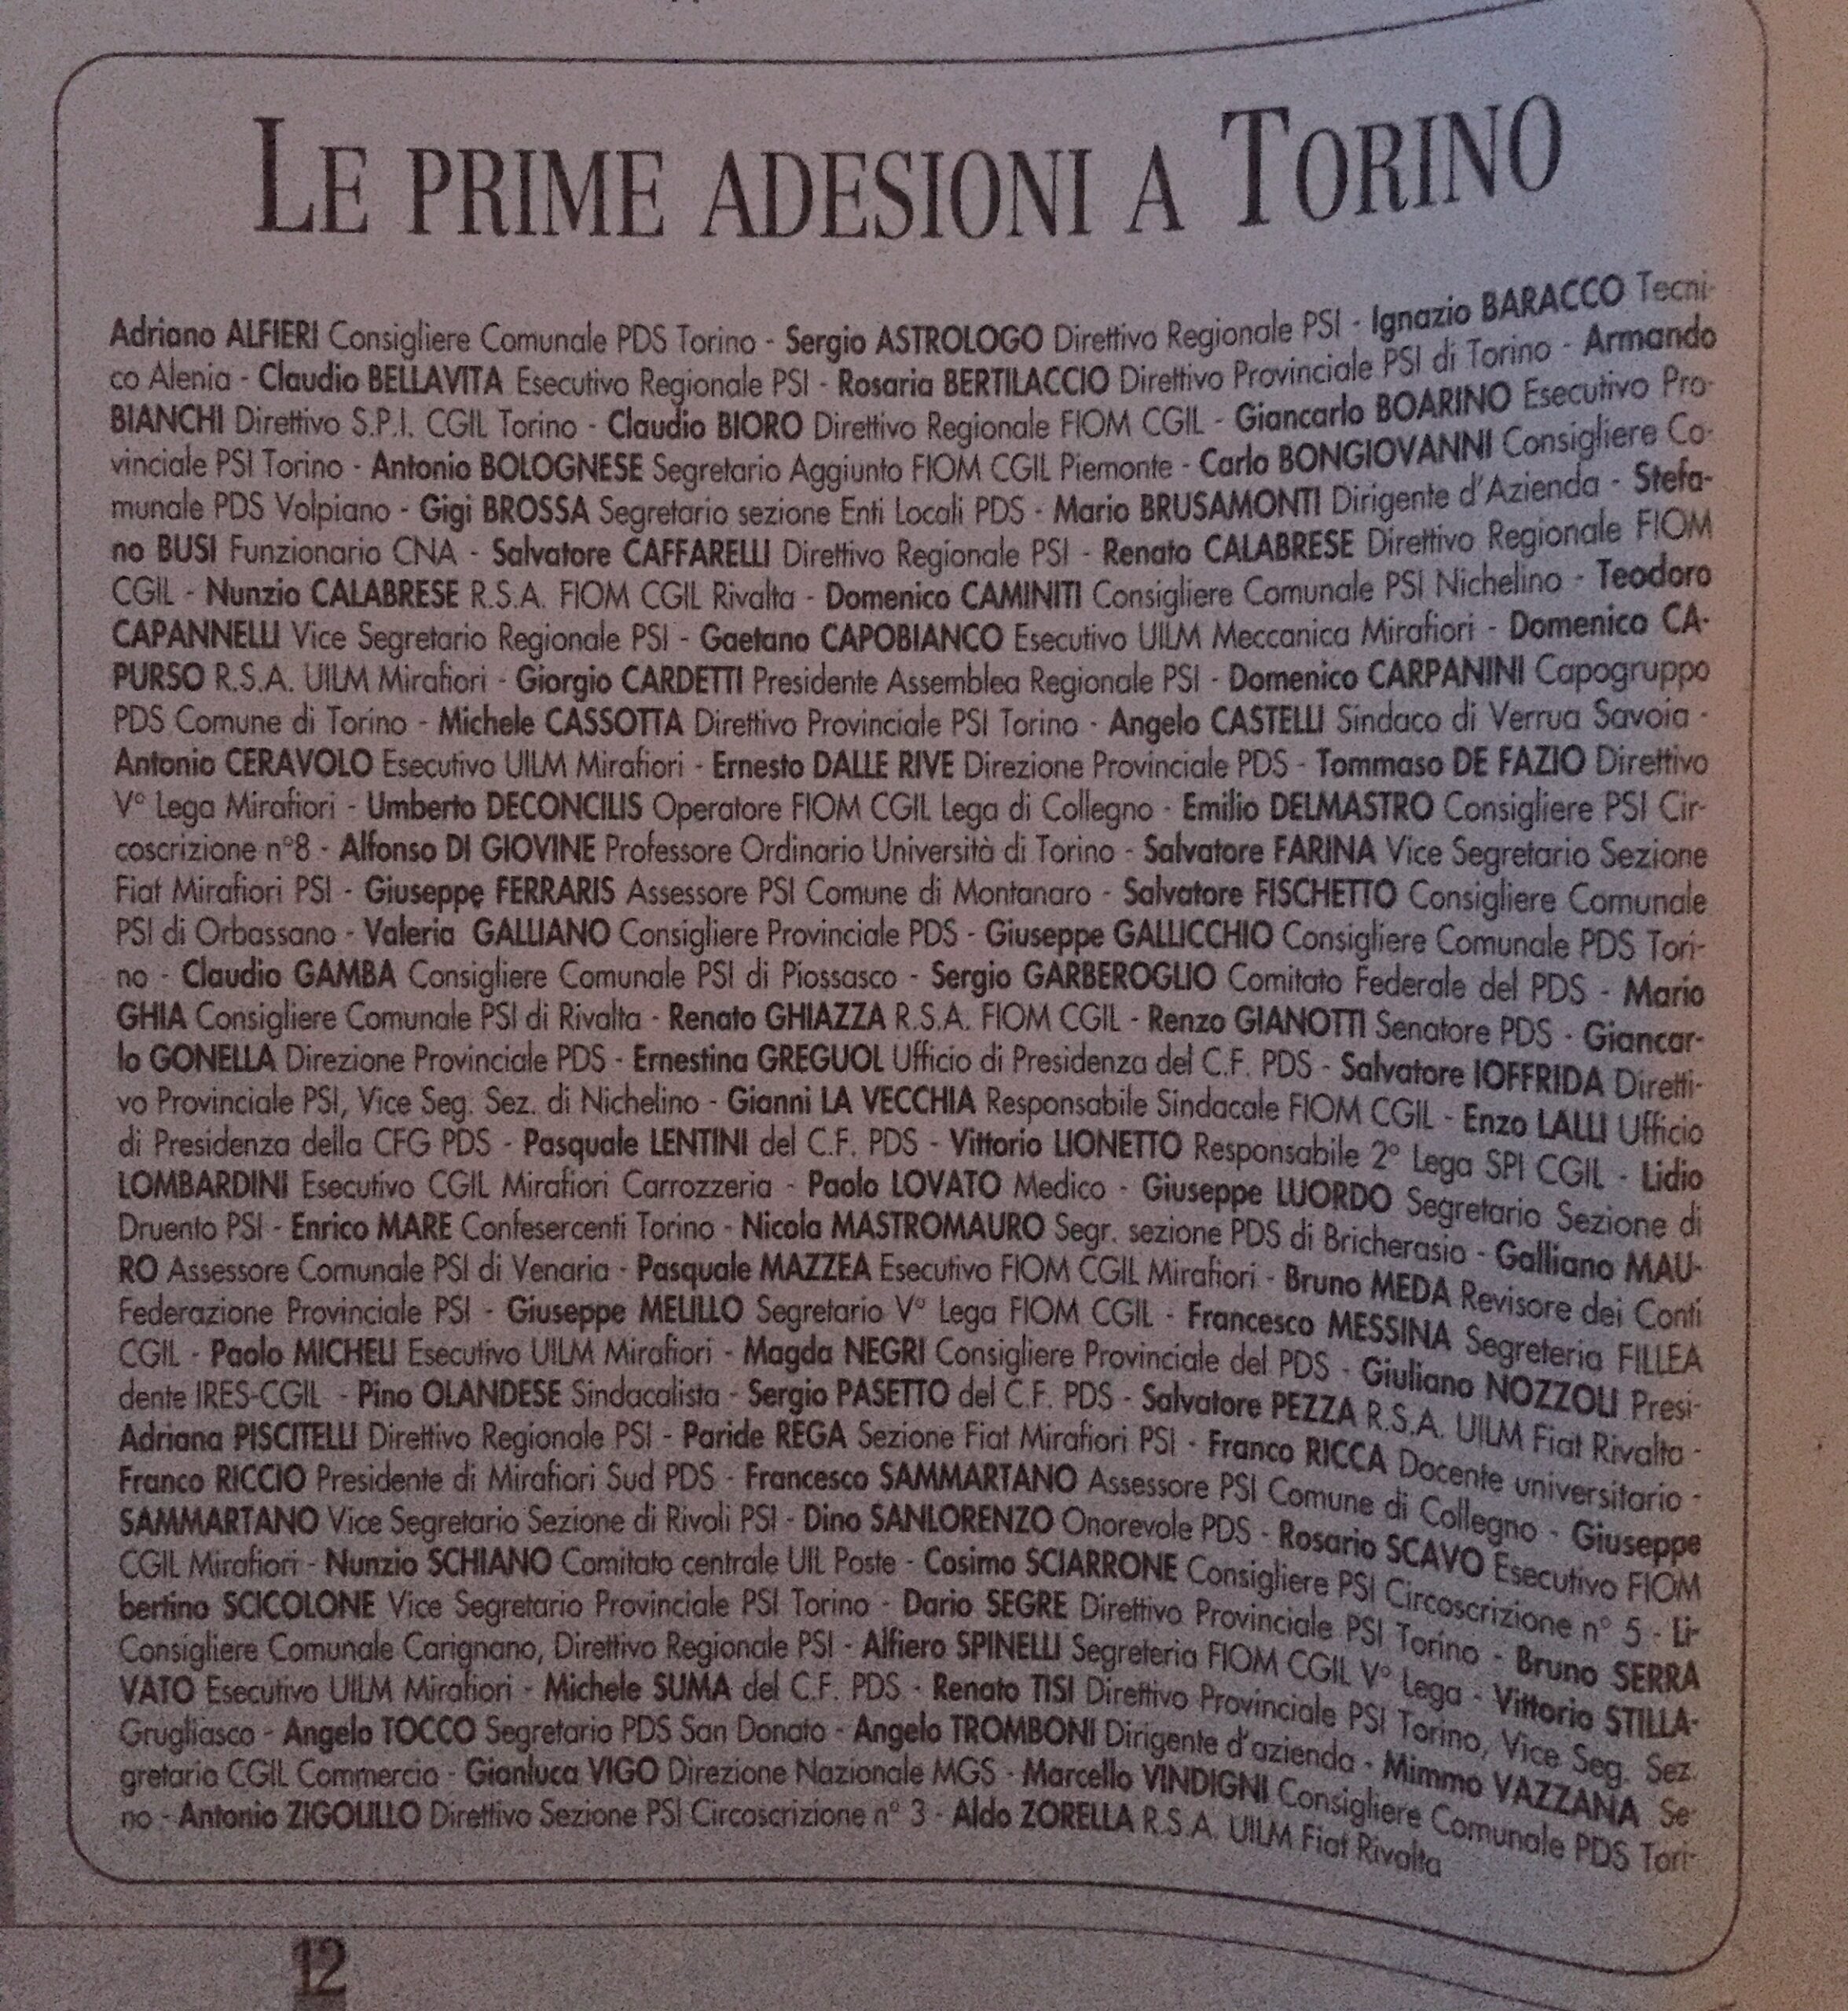 LE PRIME ADESIONI A TORINO
Adriano ALFIERI Consigliere Comunale PDS Torino - Sergio ASTROLOGO Direttivo Regionale PSI - Ignazio BARACCO Tecni-
co Alenia - Claudio BELLAVITA Esecutivo Regionale PSI - Rosaria BERTILACCIO Direttivo Provinciale PSI di Torino - Armando
BIANCHI Direttivo S.P.I. CGIL Torino - Claudio BIORO Direttivo Regionale FIOM CGIL - Giancarlo BOARINO Esecutivo Pro-
vinciale PSI Torino - Antonio BOLOGNESE Segretario Aggiunto FIOM CGIL Piemonte - Carlo BONGIOVANNI Consigliere Co-
munale PDS Volpiano - Gigi BROSSA Segretario sezione Enti Locali PDS - Mario BRUSAMONTI Dirigente d'Azienda - Stefa-
no BUSI Funzionario CNA - Salvatore CAFFARELLI Direttivo Regionale PSI - Renato CALABRESE Direttivo Regionale FIOM
CGIL - Nunzio CALABRESE R.S.A. FIOM CGIL Rivalta - Domenico CAMINITI Consigliere Comunale PSI Nichelino - Teodoro
CAPANNELLI Vice Segretario Regionale PSI - Gaetano CAPOBIANCO Esecutivo UILM Meccanica Mirafiori - Domenico CA-
PURSO R.S.A. UILM Mirafiori - Giorgio CARDETTI Presidente Assemblea Regionale PSI - Domenico CARPANINI Capogruppo
PDS Comune di Torino - Michele CASSOTTA Direttivo Provinciale PSI Torino - Angelo CASTELLI Sindaco di Verrua Savoia -
Antonio CERAVOLO Esecutivo UILM Mirafiori - Ernesto DALLE RIVE Direzione Provinciale PDS - Tommaso DE FAZIO Direttivo
V° Lega Mirafiori - Umberto DECONCILIS Operatore FIOM CGIL Lega di Collegno - Emilio DELMASTRO Consigliere PSI Cir-
coscrizione n°8 - Alfonso DI GIOVINE Professore Ordinario Università di Torino - Salvatore FARINA Vice Segretario Sezione
Fiat Mirafiori PSI - Giuseppe FERRARIS Assessore PSI Comune di Montanaro - Salvatore FISCHETTO Consigliere Comunale
PSI di Orbassano - Valeria GALLIANO Consigliere Provinciale PDS - Giuseppe GALLICCHIO Consigliere Comunale PDS Tori-
no - Claudio GAMBA Consigliere Comunale PSI di Piossasco - Sergio GARBEROGLIO Comitato Federale del PDS - Mario
GHIA Consigliere Comunale PSI di Rivalta - Renato GHIAZZA R.S.A. FIOM CGIL - Renzo GIANOTTI Senatore PDS - Giancar-
lo GONELLA Direzione Provinciale PDS - Ernestina GREGUOL Ufficio di Presidenza del C.F. PDS - Salvatore IOFFRIDA Diretti-
vo Provinciale PSI, Vice Seg. Sez. di Nichelino - Gianni LA VECCHIA Responsabile Sindacale FIOM CGIL - Enzo LALLI Ufficio
di Presidenza della CFG PDS - Pasquale LENTINI del C.F. PDS - Vittorio LIONETTO Responsabile 2° Lega SPI CGIL - Lidio
LOMBARDINI Esecutivo CGIL Mirafiori Carrozzeria - Paolo LOVATO Medico - Giuseppe LUORDO Segretario Sezione di
Druento PSI - Enrico MARE Confesercenti Torino - Nicola MASTROMAURO Segr. sezione PDS di Bricherasio - Galliano MAU-
RO Assessore Comunale PSI di Venaria - Pasquale MAZZEA Esecutivo FIOM CGIL Mirafiori - Bruno MEDA Revisore dei Conti
Federazione Provinciale PSI - Giuseppe MELILLO Segretario V° Lega FIOM CGIL - Francesco MESSINA Segreteria FILLEA
CGIL - Paolo MICHELI Esecutivo UILM Mirafiori - Magda NEGRI Consigliere Provinciale del PDS - Giuliano NOZZOLI Presi-
dente IRES-CGIL - Pino OLANDESE Sindacalista - Sergio PASETTO del C.F. PDS - Salvatore PEZZA R.S.A. UILM Fiat Rivalta -
Adriana PISCITELLI Direttivo Regionale PSI - Paride REGA Sezione Fiat Mirafiori PSI - Franco RICCA Docente universitario -
Franco RICCIO Presidente di Mirafiori Sud PDS - Francesco SAMMARTANO Assessore PSI Comune di Collegno - Giuseppe
SAMMARTANO Vice Segretario Sezione di Rivoli PSI - Dino SANLORENZO Onorevole PDS - Rosario SCAVO Esecutivo FIOM
CGIL Mirafiori - Nunzio SCHIANO Comitato centrale UIL Poste - Cosimo SCIARRONE Consigliere PSI Circoscrizione n° 5 - Li-
bertino SCICOLONE Vice Segretario Provinciale PSI Torino - Dario SEGRE Direttivo Provinciale PSI Torino - Bruno SERRA
Consigliere Comunale Carignano, Direttivo Regionale PSI - Alfiero SPINELLI Segreteria FIOM CGIL V° Lega - Vittorio STILLA-
VATO Esecutivo UILM Mirafiori - Michele SUMA del C.F. PDS - Renato TISI Direttivo Provinciale PSI Torino, Vice Seg. Sez.
Grugliasco - Angelo TOCCO Segretario PDS San Donato - Angelo TROMBONI Dirigente d'azienda - Mimmo VAZZANA Se-
gretario CGIL Commercio - Gianluca VIGO Direzione Nazionale MGS - Marcello VINDIGNI Consigliere Comunale PDS Tori-
no - Antonio ZIGOLILLO Direttivo Sezione PSI Circoscrizione n° 3 - Aldo ZORELLA R.S.A. UILM Fiat Rivalta
12